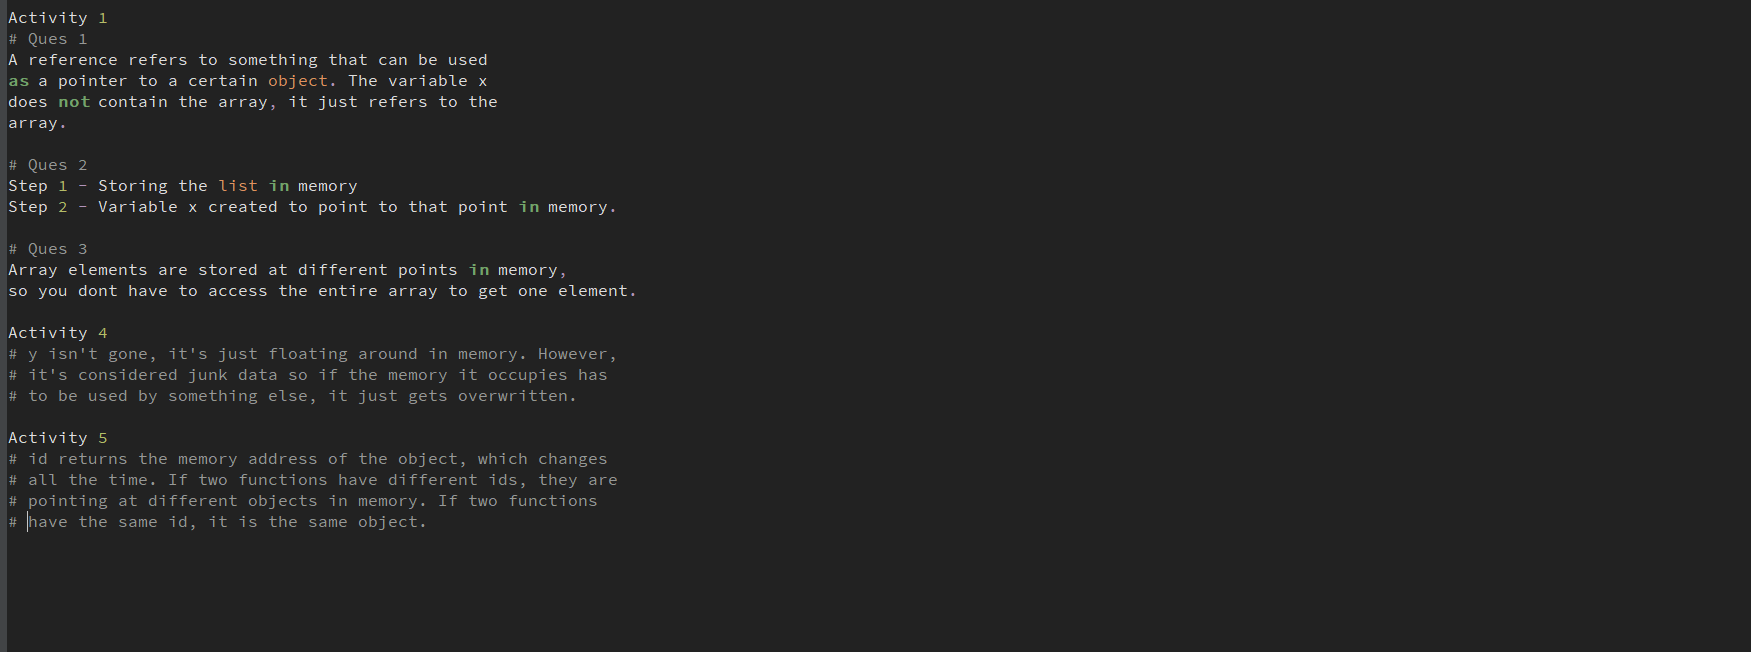 Activity 1
# Ques 1
A reference refers to something that can be used
as a pointer to a certain object. The variable x
does not contain the array, it just refers to the
array.
# Ques 2
Step 1 - Storing the list in memory
Step 2 - Variable x created to point to that point in memory.
# Ques 3
Array elements are stored at different points in memory,
so you dont have to access the entire array to get one element.
Activity 4
# y isn't gone, it's just floating around in memory. However,
# it's considered junk data so if the memory it occupies has
# to be used by something else, it just gets overwritten.
Activity 5
# id returns the memory address of the object, which changes
# all the time. If two functions have different ids, they are
# pointing at different objects in memory. If two functions
# have the same id, it is the same object.